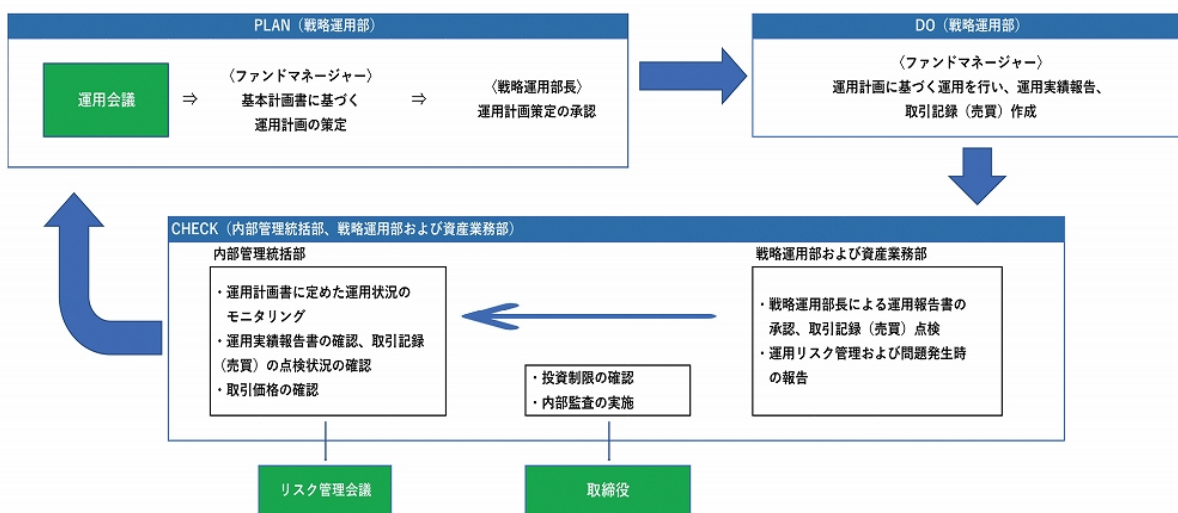 PLAN（戦略運用部）
運用会議
⇒
〈ファンドマネージャー〉
基本計画書に基づく
運用計画の策定
⇒
〈戦略運用部長〉
運用計画策定の承認
DO（戦略運用部）
〈ファンドマネージャー〉
運用計画に基づく運用を行い、運用実績報告、
取引記録（売買）作成
CHECK（内部管理統括部、戦略運用部および資産業務部）
内部管理統括部
・運用計画書に定めた運用状況の
モニタリング
・運用実績報告書の確認、取引記録
（売買）の点検状況の確認
・取引価格の確認
・投資制限の確認
・内部監査の実施
戦略運用部および資産業務部
・戦略運用部長による運用報告書の
承認、取引記録（売買）点検
・運用リスク管理および問題発生時
の報告
リスク管理会議
取締役